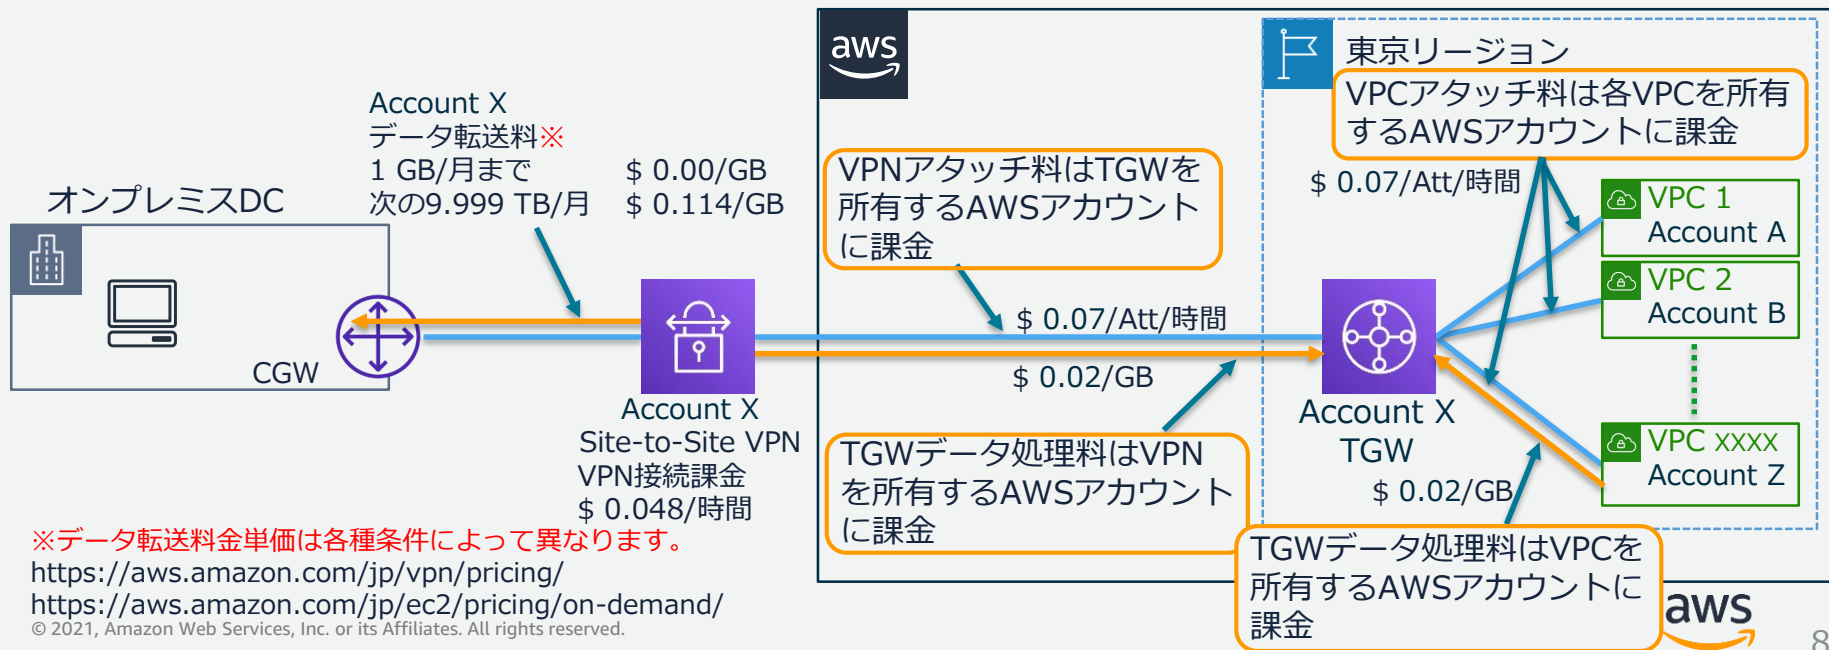 aws
東京リージョン
VPCアタッチ料は各VPCを所有
するAWSアカウントに課金
Account X
データ転送料※
1 GB/月まで $ 0.00/GB
次の9.999 TB/月 $ 0.114/GB
VPNアタッチ料はTGWを
所有するAWSアカウント
に課金
$ 0.07/Att/時間
オンプレミスDC
VPC 1
Account A
VPC 2
Account B
$ 0.07/Att/時間
CGW
$ 0.02/GB
Account X
Site-to-Site VPN
VPN接続課金
$ 0.048/時間
Account X
TGW
TGWデータ処理料はVPN
を所有するAWSアカウント
に課金
VPC xxxx
Account Z
$ 0.02/GB
TGWデータ処理料はVPCを
所有するAWSアカウントに
課金
※データ転送料金単価は各種条件によって異なります。
https://aws.amazon.com/jp/vpn/pricing/
https://aws.amazon.com/jp/ec2/pricing/on-demand/
© 2021, Amazon Web Services, Inc. or its Affiliates. All rights reserved.
aws
8